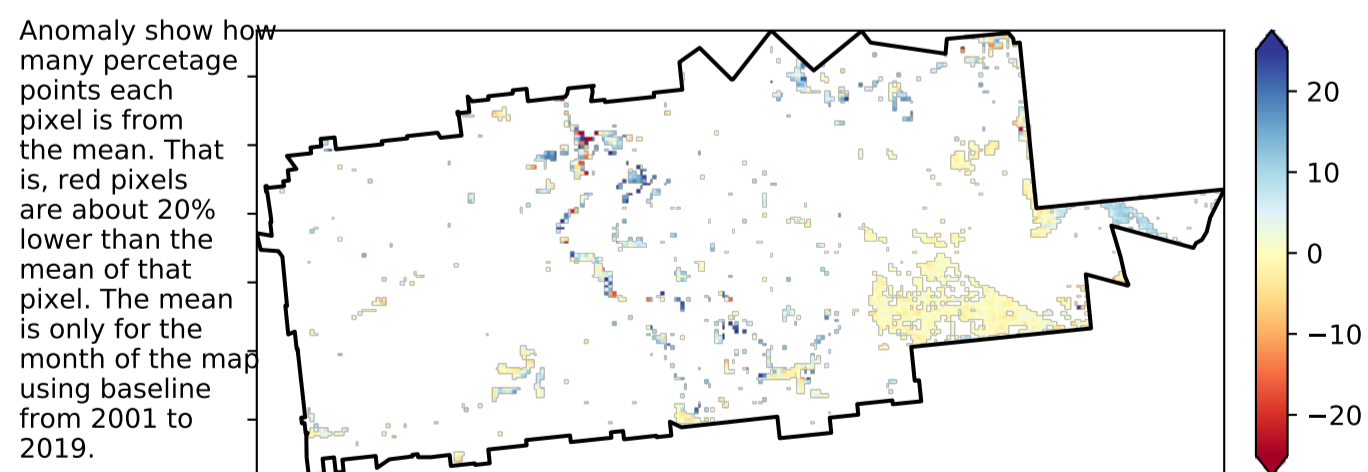 Anomaly show how
many percetage
points each
pixel is from
the mean. That
is, red pixels
are about 20%
lower than the
mean of that
pixel. The mean
is only for the
month of the map
using baseline
from 2001 to
2019.
20
10
0
−10
−20